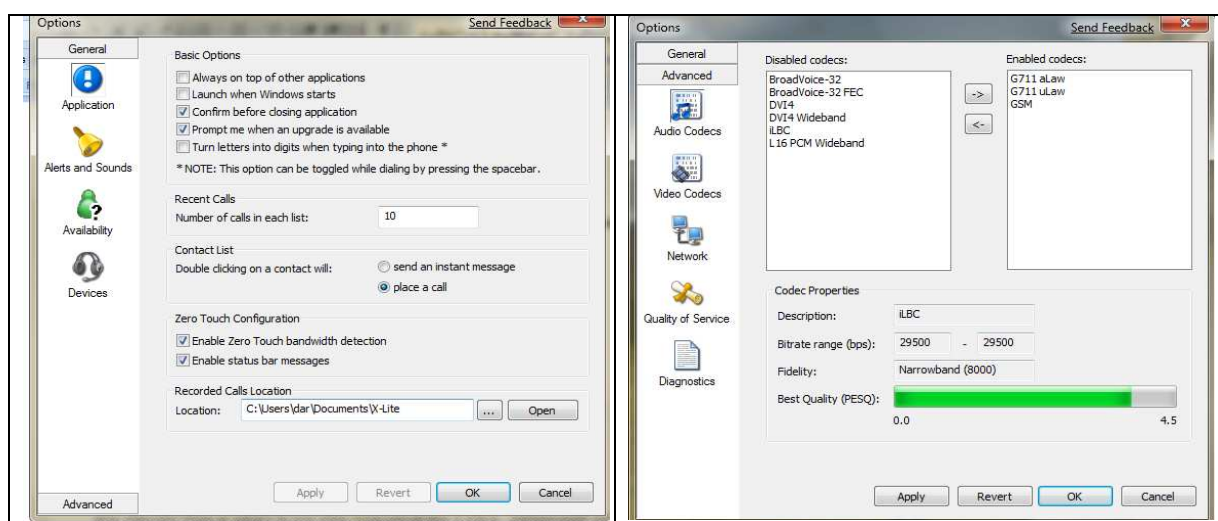 Options
Send Feedback
General
Application
Alerts and Sounds
Availability
Devices
Advanced
Basic Options
Always on top of other applications
Launch when Windows starts
Confirm before closing application
Prompt me when an upgrade is available
Turn letters into digits when typing into the phone *
* NOTE: This option can be toggled while dialing by pressing the spacebar.
Recent Calls
Number of calls in each list: 10
Contact List
Double clicking on a contact will: send an instant message
place a call
Zero Touch Configuration
Enable Zero Touch bandwidth detection
Enable status bar messages
Recorded Calls Location
Location: C:\Users\dar\Documents\X-Lite ... Open
Apply Revert OK Cancel
Options
Send Feedback
General
Advanced
Audio Codecs
Video Codecs
Network
Quality of Service
Diagnostics
Disabled codecs:
BroadVoice-32
BroadVoice-32 FEC
DVI4
DVI4 Wideband
iLBC
L16 PCM Wideband
->
<-
Enabled codecs:
G711 aLaw
G711 uLaw
GSM
Codec Properties
Description: iLBC
Bitrate range (bps): 29500 - 29500
Fidelity: Narrowband (8000)
Best Quality (PESQ):
0.0 4.5
Apply Revert OK Cancel